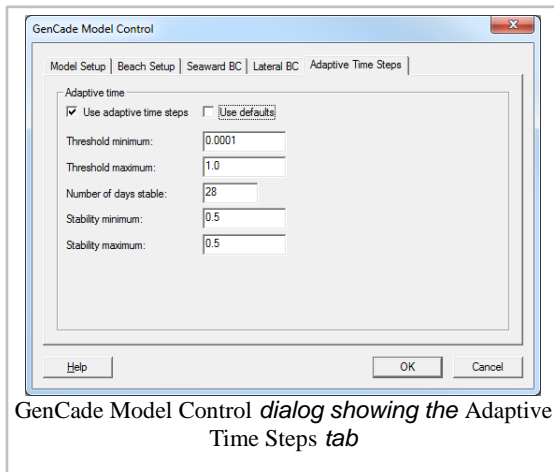 GenCade Model Control
Model Setup Beach Setup Seaward BC Lateral BC Adaptive Time Steps
Adaptive time
Use adaptive time steps Use defaults
Threshold minimum: 0.0001
Threshold maximum: 1.0
Number of days stable: 28
Stability minimum: 0.5
Stability maximum: 0.5
Help OK Cancel
GenCade Model Control dialog showing the Adaptive
Time Steps tab